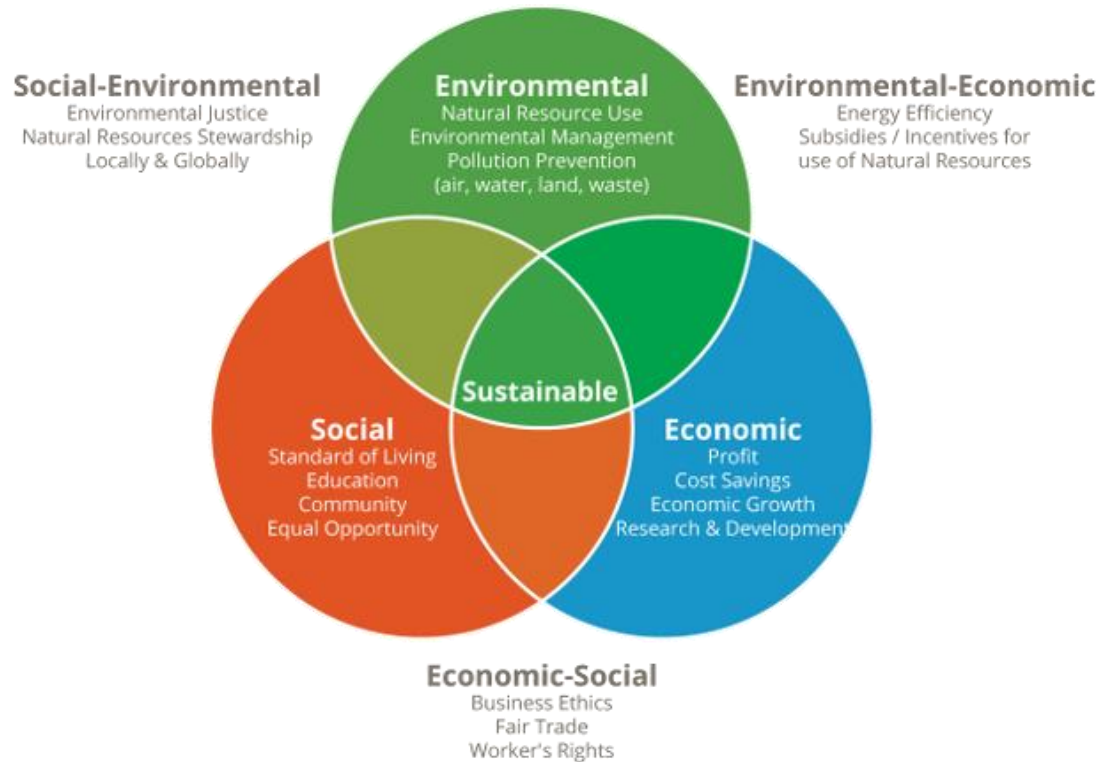 Social-Environmental
Environmental Justice
Natural Resources Stewardship
Locally & Globally
Environmental
Natural Resource Use
Environmental Management
Pollution Prevention
(air, water, land, waste)
Environmental-Economic
Energy Efficiency
Subsidies / Incentives for
use of Natural Resources
Sustainable
Social
Standard of Living
Education
Community
Equal Opportunity
Economic
Profit
Cost Savings
Economic Growth
Research & Development
Economic-Social
Business Ethics
Fair Trade
Worker's Rights